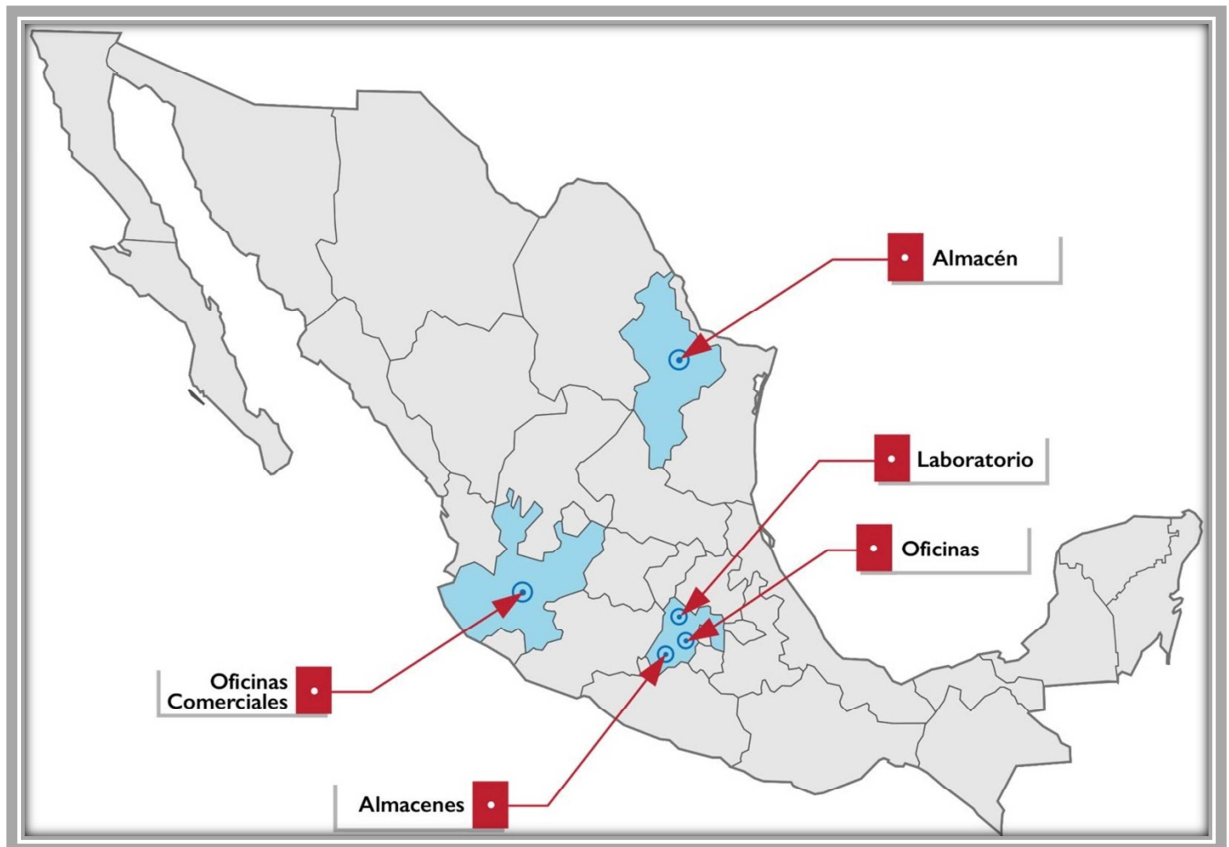 Almacén
Laboratorio
Oficinas
Oficinas
Comerciales
Almacenes